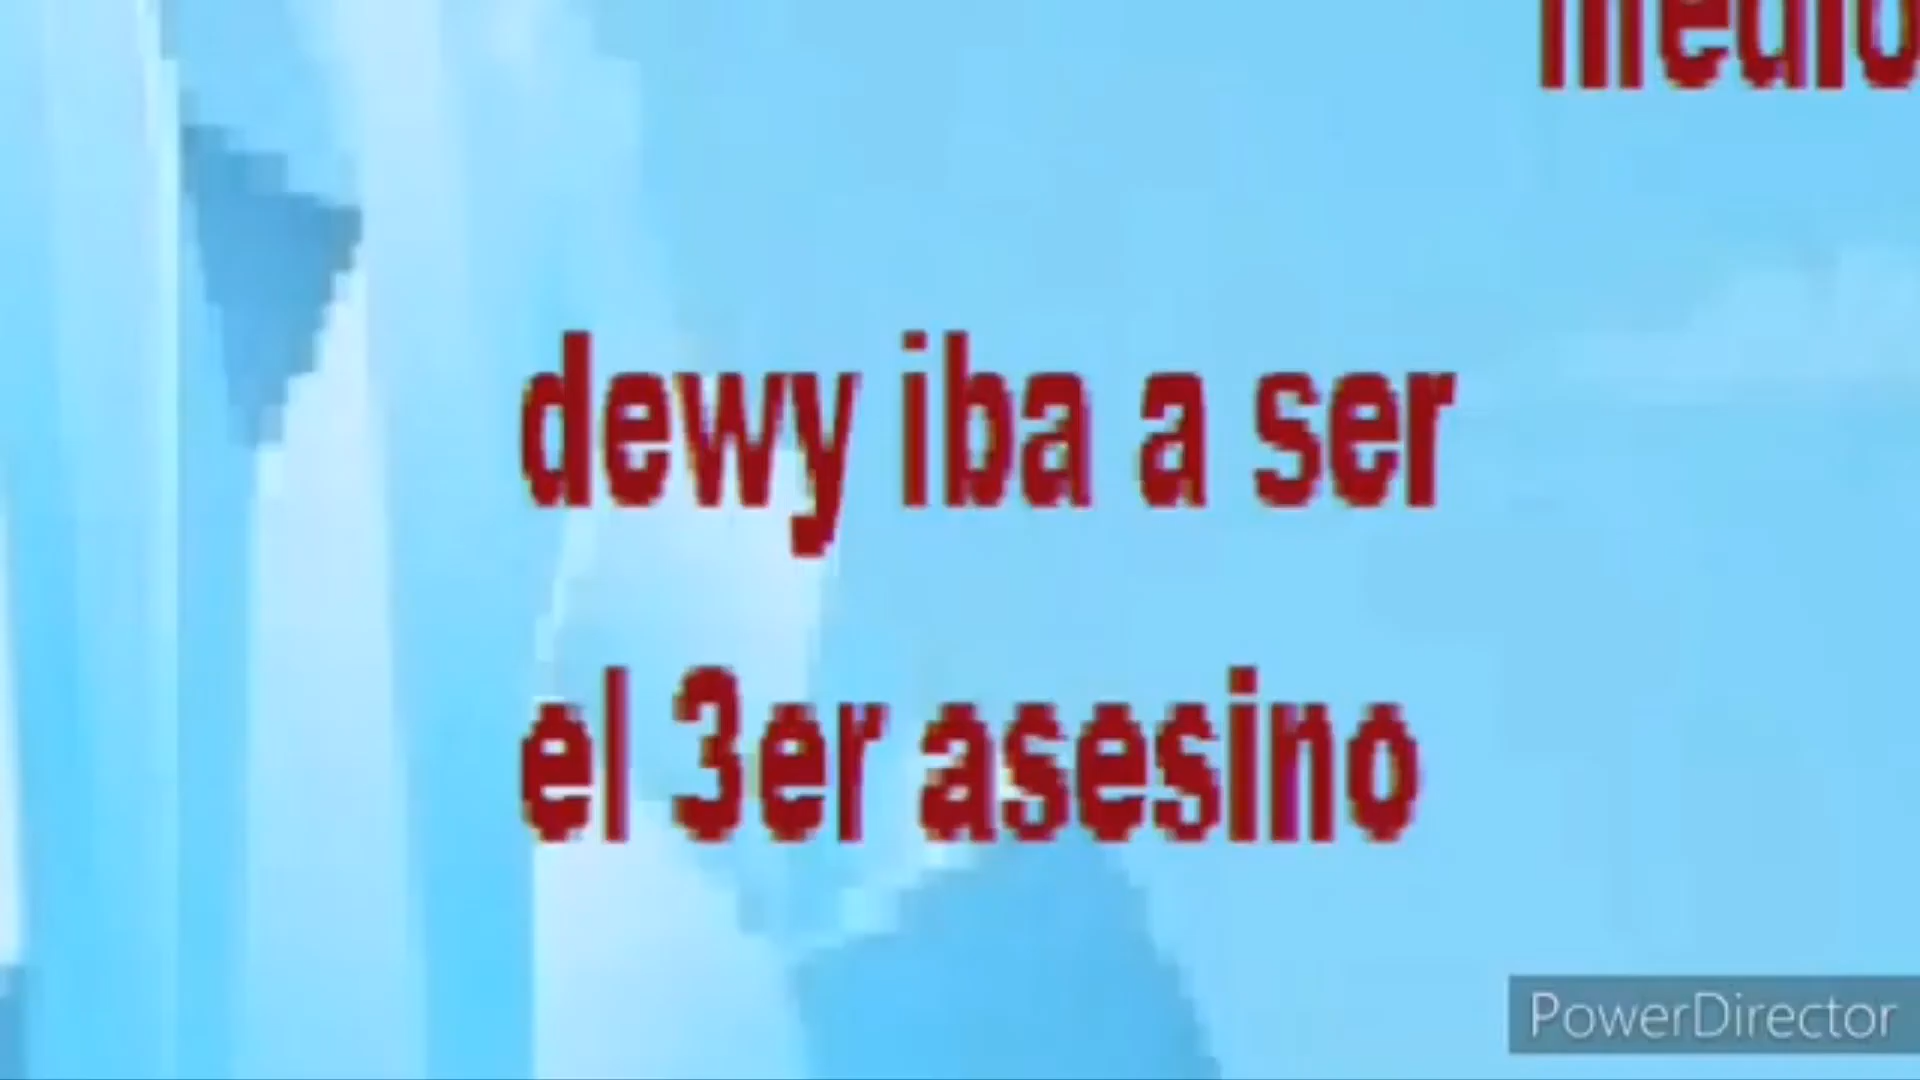 dewy iba a ser
el 3er asesino
PowerDirector